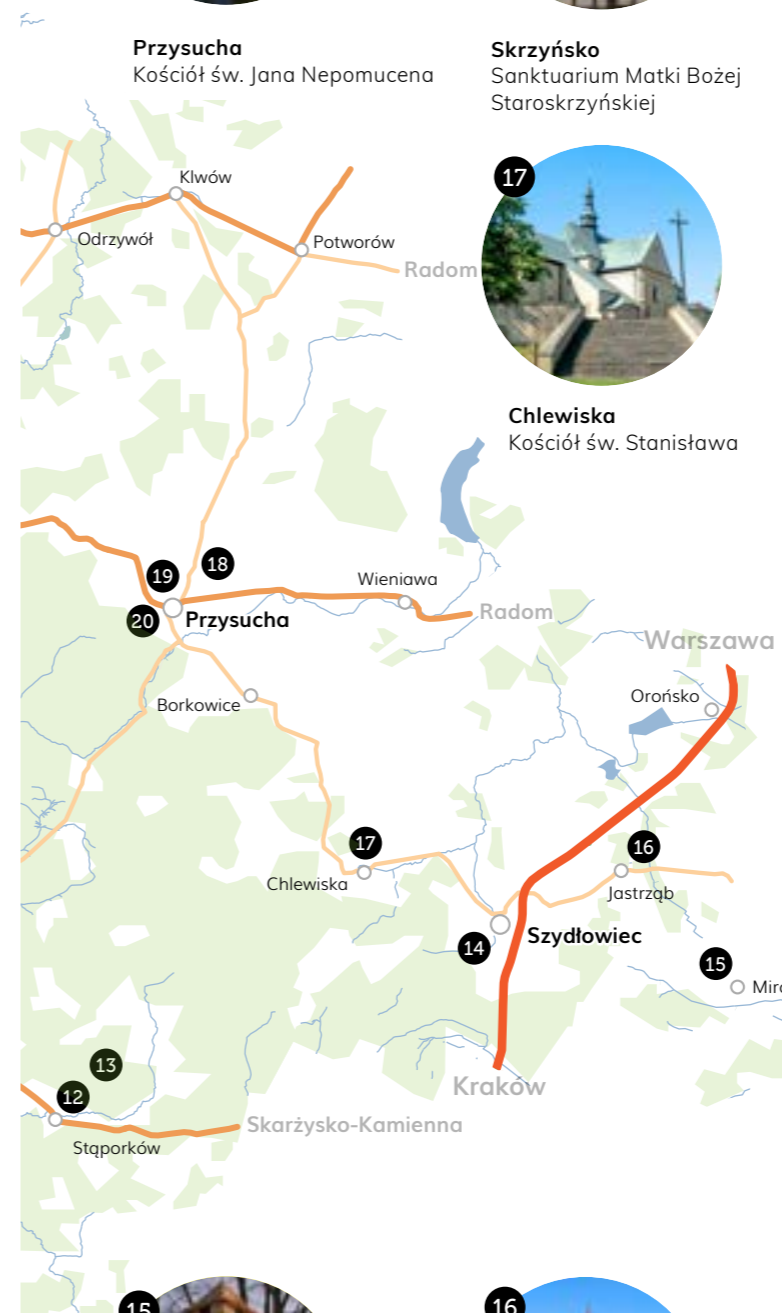 Przysucha
Kościół św. Jana Nepomucena
Skrzyńsko
Sanktuarium Matki Bożej
Staroskrzyńskiej
17
Klwów
Odrzywół
Potworów
Radom
Chlewiska
Kościół św. Stanisława
18
19
Wieniawa
20
Przysucha
Radom
Warszawa
Orońsko
Borkowice
17
16
Chlewiska
Jastrząb
14
Szydłowiec
15
13
Kraków
12
Skarżysko-Kamienna
Stąporków
15
16